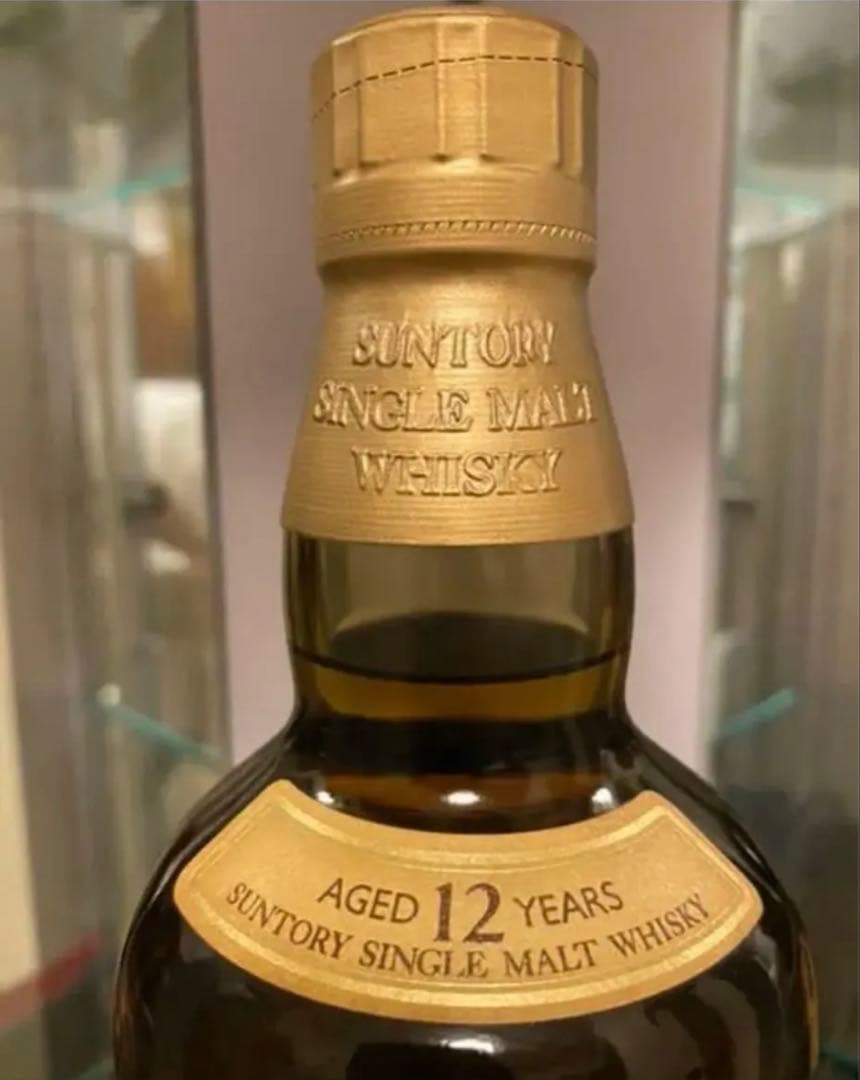 SUNTORY
SINGLE MALT
WHISKY
AGED 12 YEARS
SUNTORY SINGLE MALT WHISKY